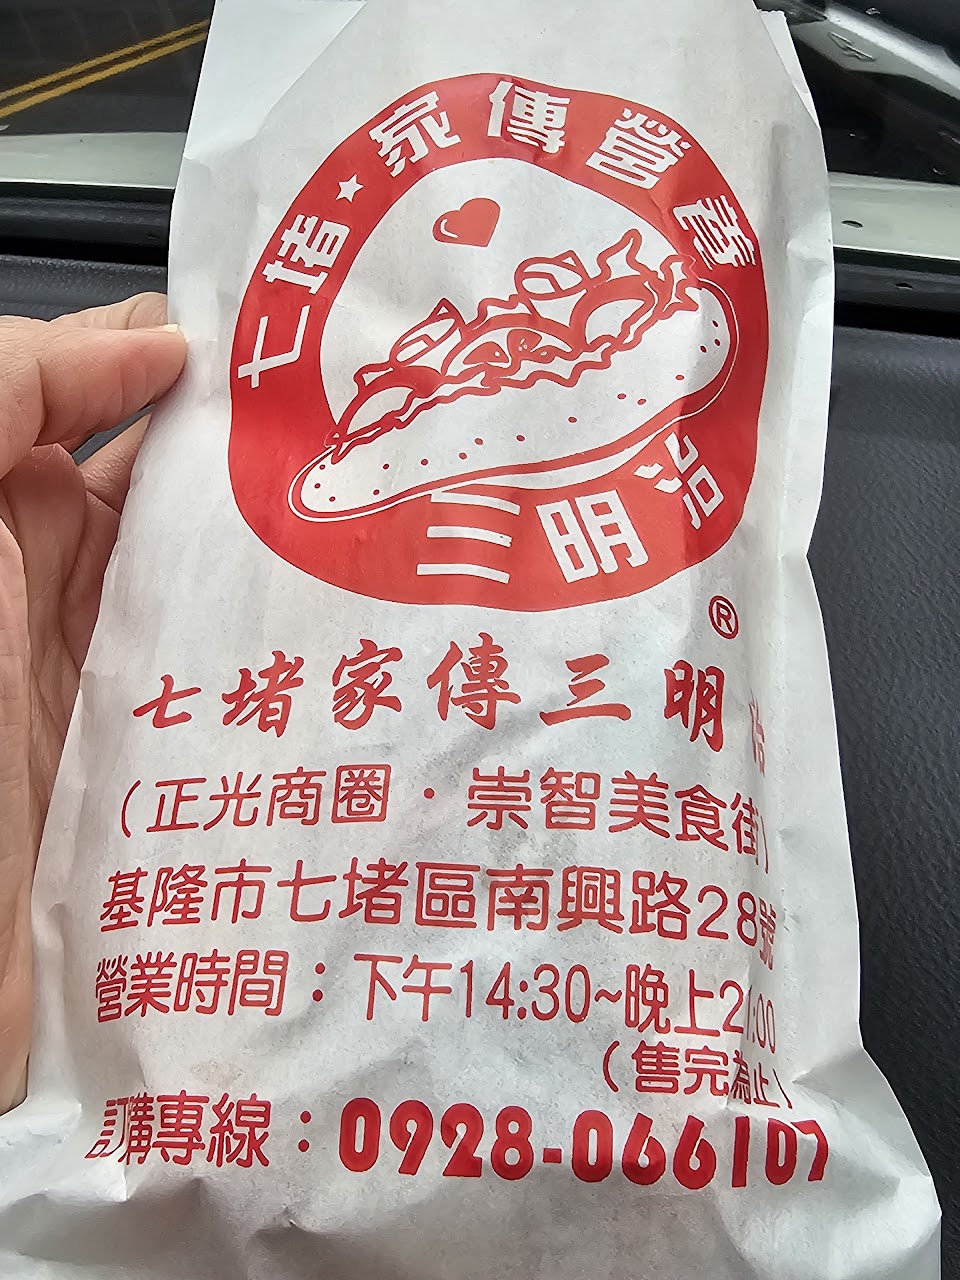 七堵★家傳營養
三明治
®
七堵家傳三明治
(正光商圈・崇智美食街)
基隆市七堵區南興路28號
營業時間：下午14:30~晚上21:00
(售完為止)
訂購專線：0928-066107